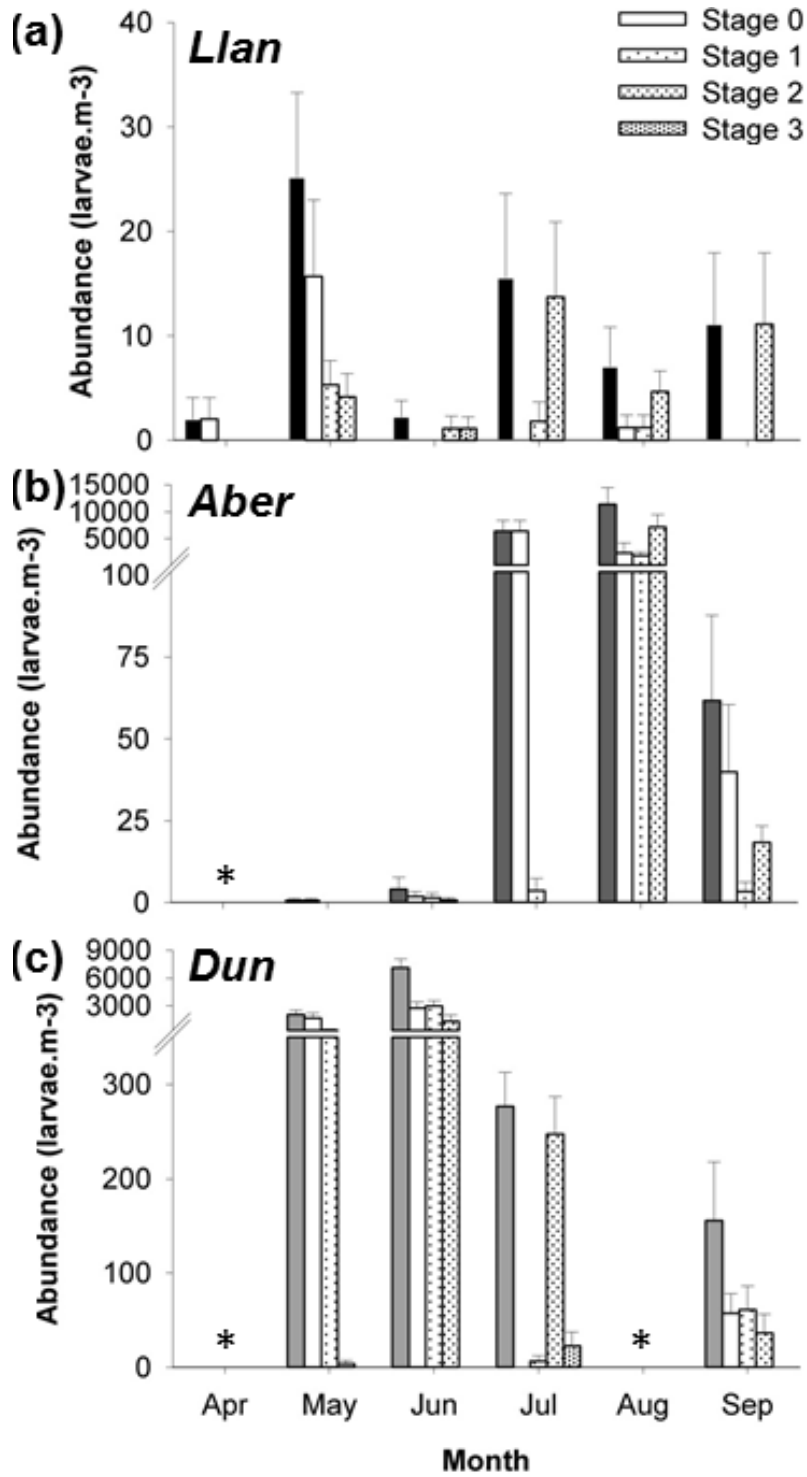 (a) Llan
Stage 0
Stage 1
Stage 2
Stage 3
Abundance (larvae.m-3)
40
30
20
10
0
(b) Aber
Abundance (larvae.m-3)
15000
10000
5000
100
75
50
25
0
*
(c) Dun
Abundance (larvae.m-3)
9000
6000
3000
300
200
100
0
* *
Apr May Jun Jul Aug Sep
Month